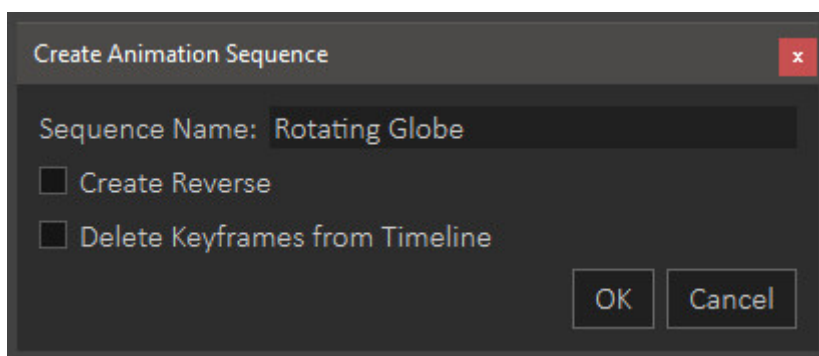 Create Animation Sequence x
Sequence Name: Rotating Globe
Create Reverse
Delete Keyframes from Timeline
OK Cancel